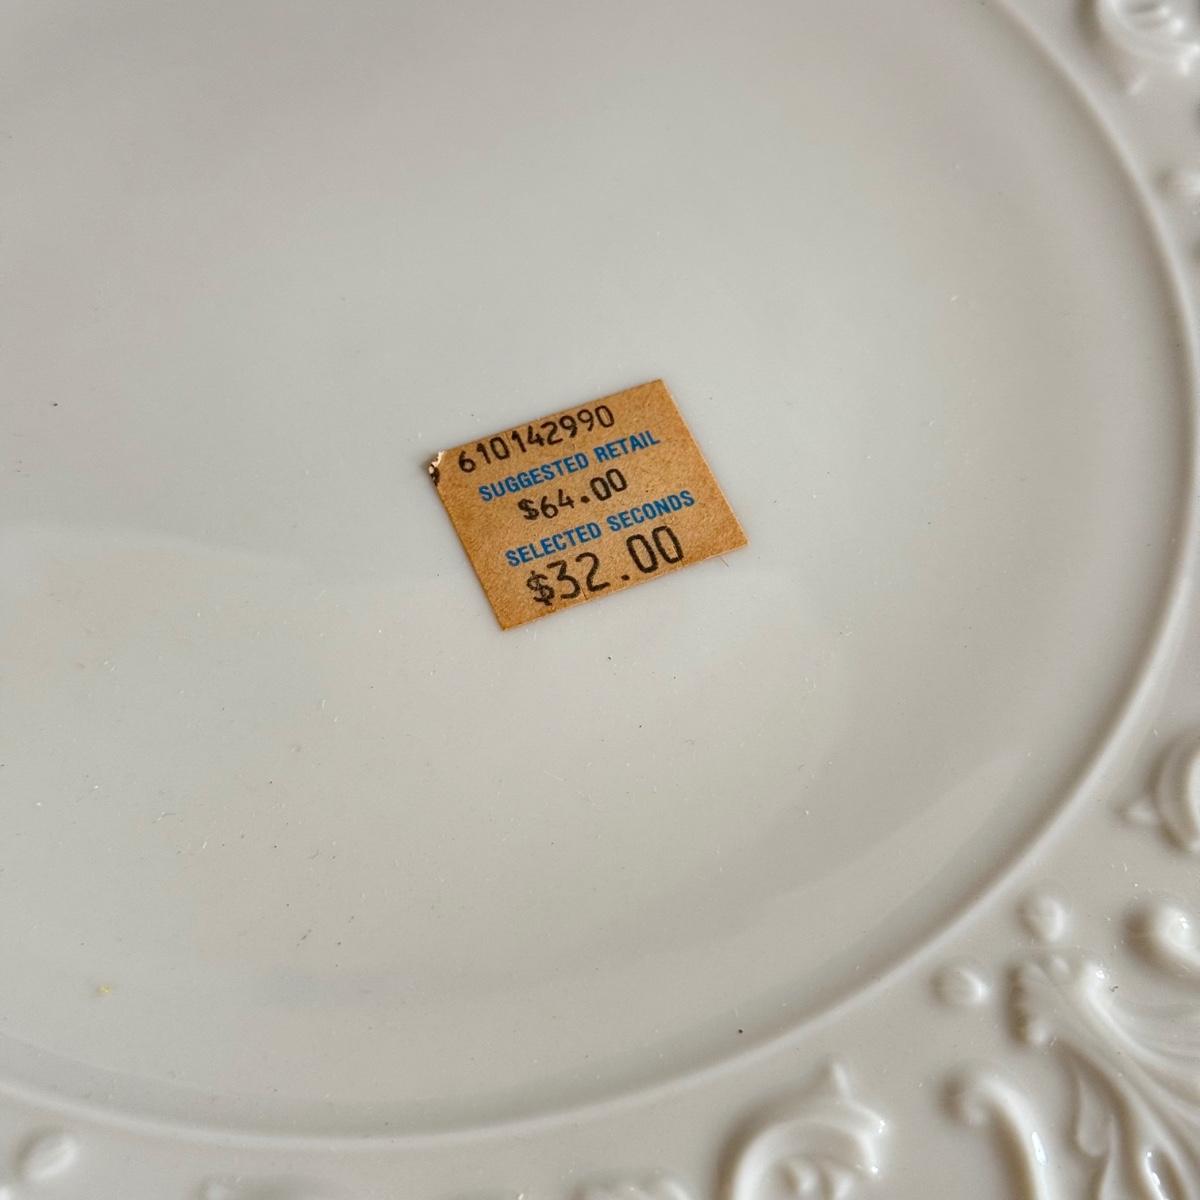 610142990
SUGGESTED RETAIL
$64.00
SELECTED SECONDS
$32.00